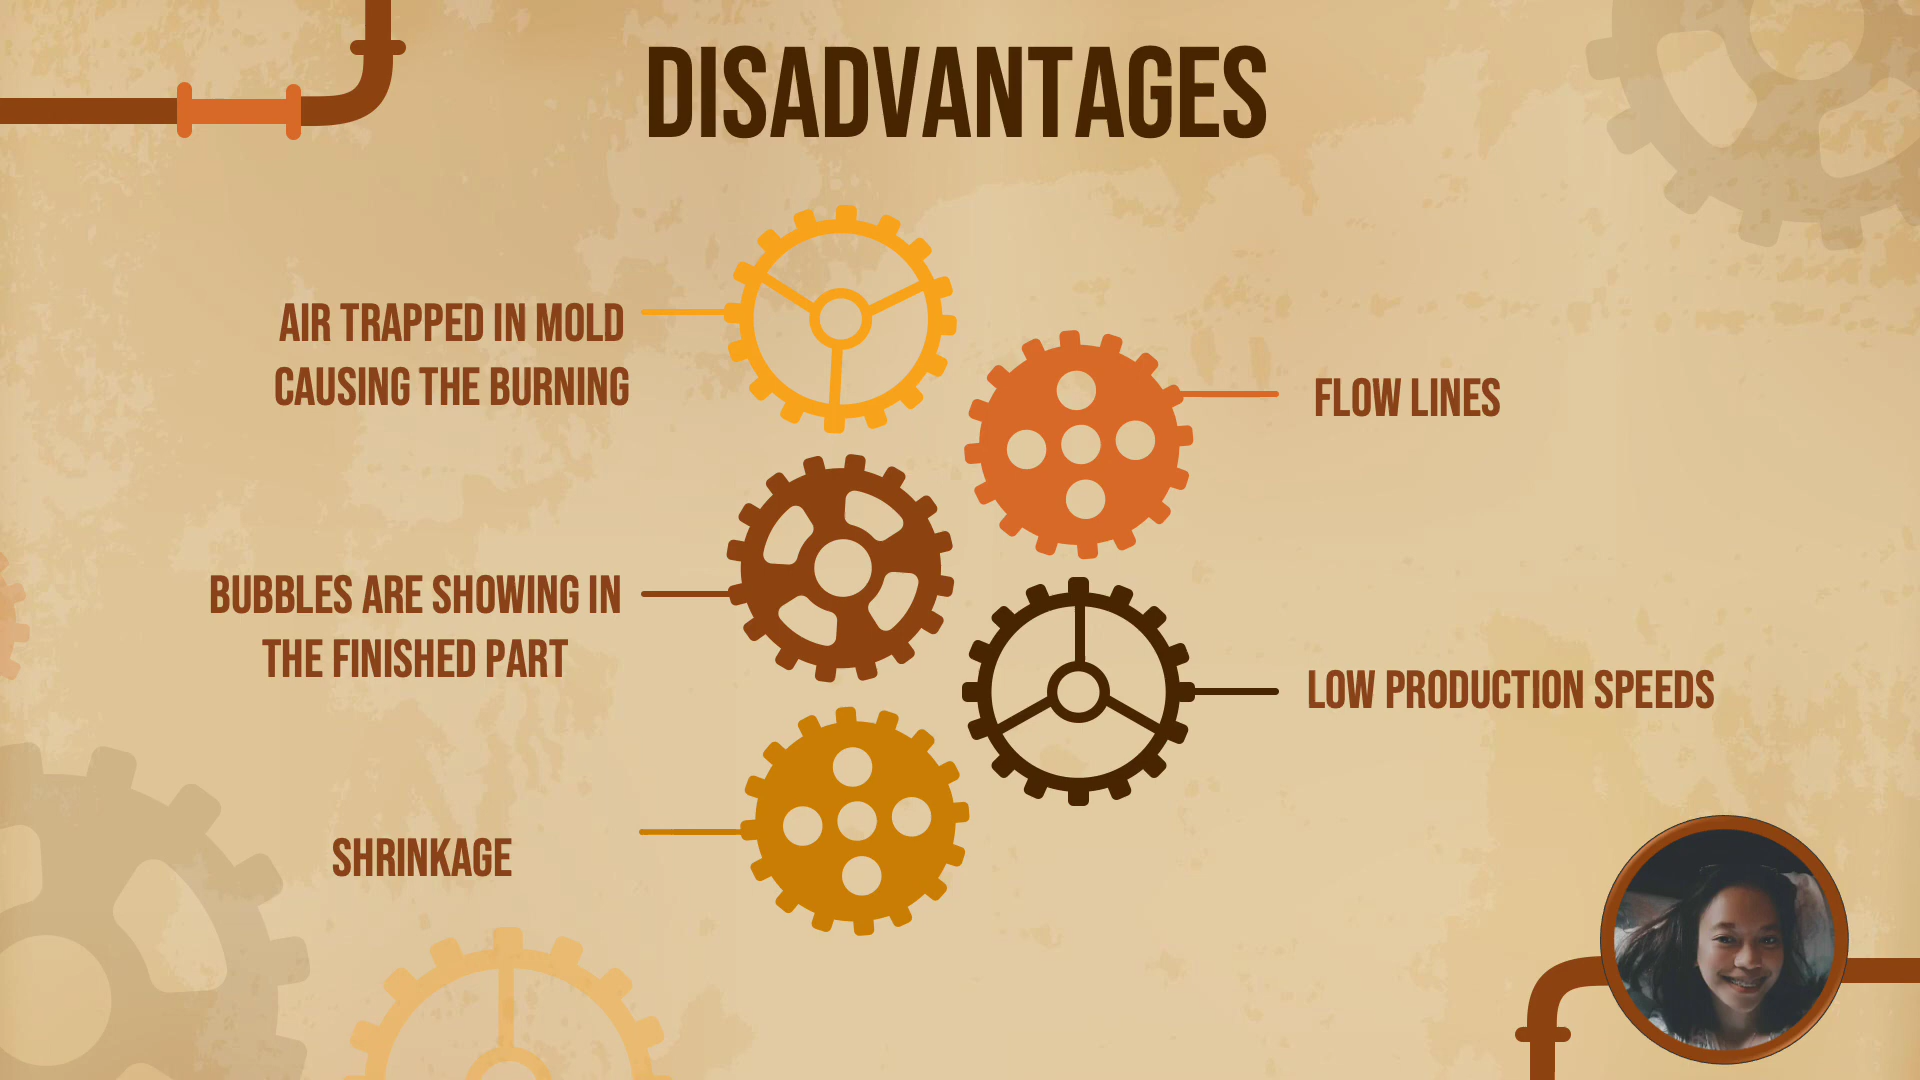 DISADVANTAGES
AIR TRAPPED IN MOLD
CAUSING THE BURNING
FLOW LINES
BUBBLES ARE SHOWING IN
THE FINISHED PART
LOW PRODUCTION SPEEDS
SHRINKAGE